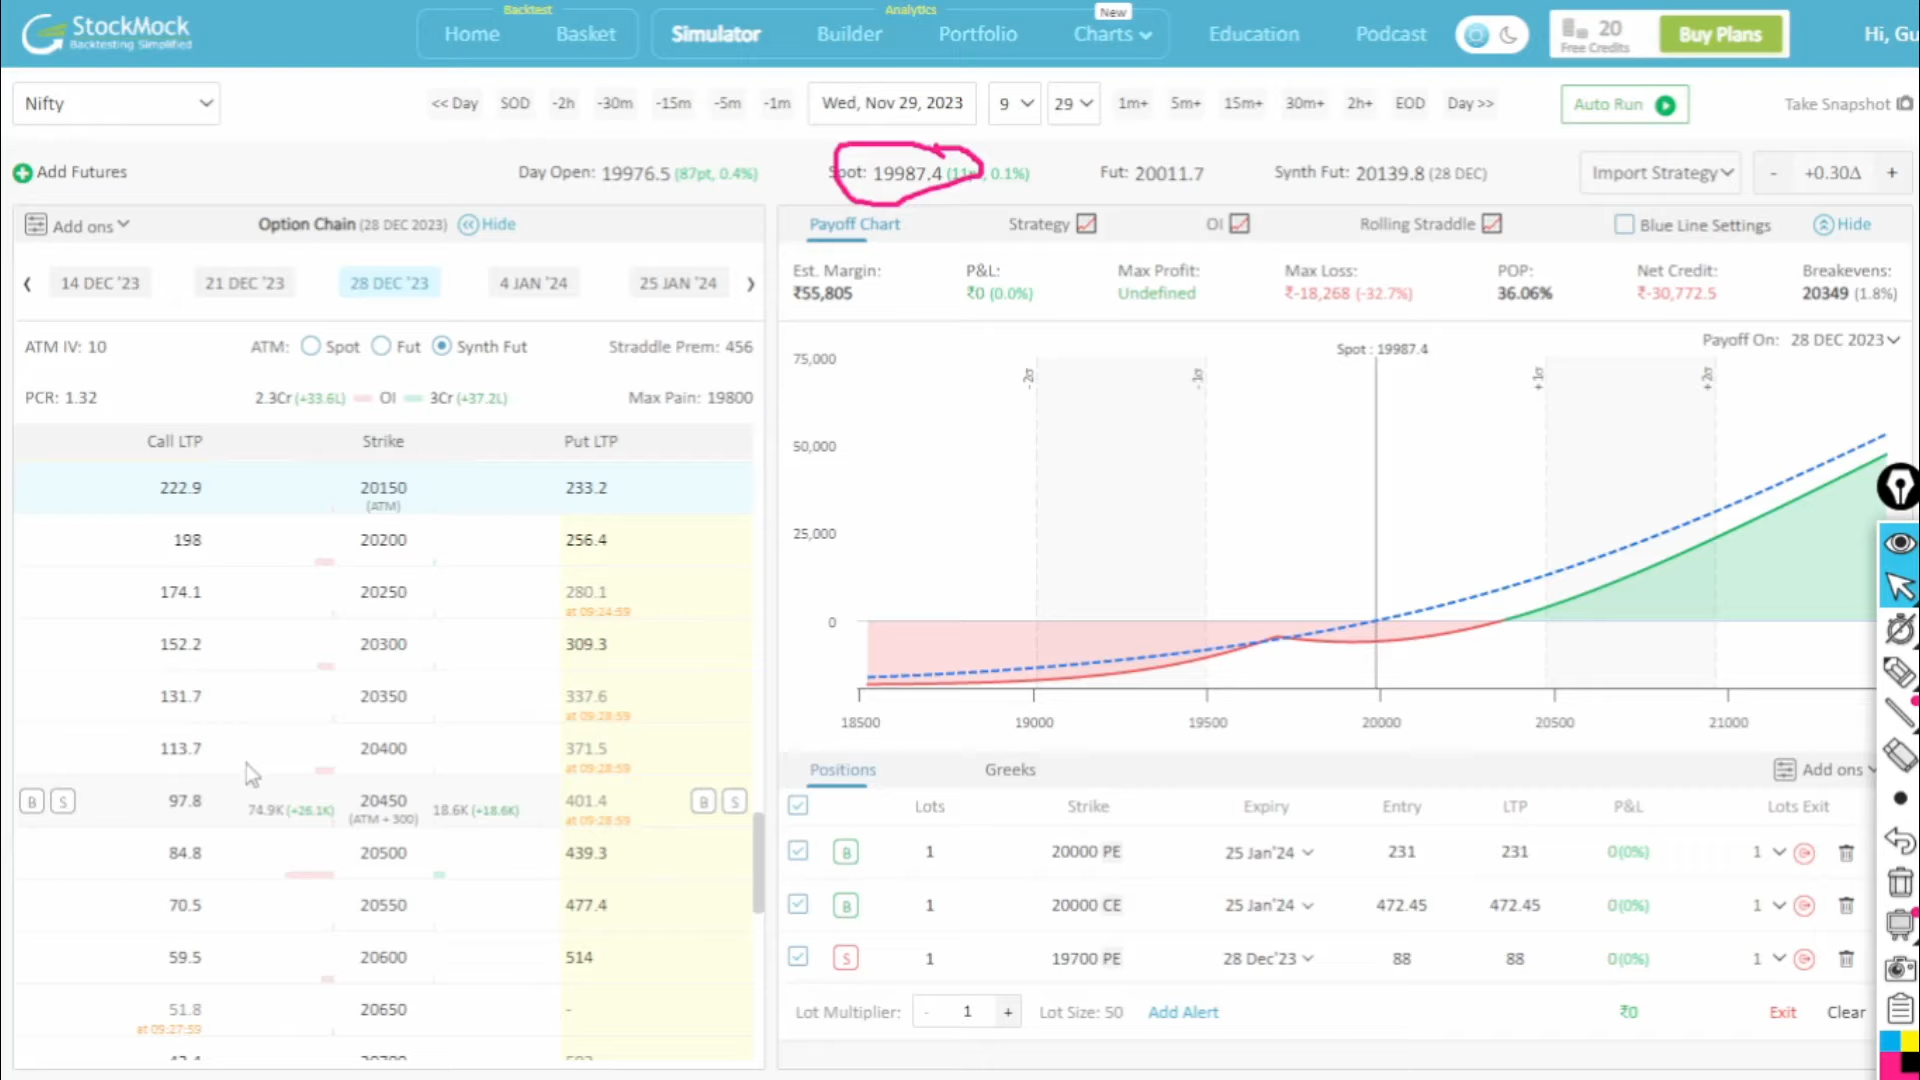 StockMock
Backtesting Simplified
Backtest
Home Basket
Simulator
Analytics
Builder Portfolio
New
Charts
Education Podcast
20
Free Credits
Buy Plans
Hi, Gu
Nifty
<< Day SOD -2h -30m -15m -5m -1m Wed, Nov 29, 2023 9 29 1m+ 5m+ 15m+ 30m+ 2h+ EOD Day >>
Auto Run
Take Snapshot
Add Futures
Day Open: 19976.5 (87pt, 0.4%)
Spot: 19987.4 , 0.1%)
Fut: 20011.7
Synth Fut: 20139.8 (28 DEC)
Import Strategy
- +0.30Δ +
Add ons Option Chain (28 DEC 2023) Hide
14 DEC '23 21 DEC '23 28 DEC '23 4 JAN '24 25 JAN '24
ATM IV: 10 ATM: Spot Fut Synth Fut Straddle Prem: 456
PCR: 1.32 2.3Cr (+33.6L) OI 3Cr (+37.2L) Max Pain: 19800
Call LTP Strike Put LTP
222.9 20150 233.2
(ATM)
198 20200 256.4
174.1 20250 280.1
at 09:24:59
152.2 20300 309.3
131.7 20350 337.6
at 09:28:59
113.7 20400 371.5
at 09:28:59
B S 97.8 74.9K (+26.1K) 20450 18.6K (+18.6K) 401.4 B S
(ATM + 300) at 09:28:59
84.8 20500 439.3
70.5 20550 477.4
59.5 20600 514
51.8 20650 -
at 09:27:59
Payoff Chart Strategy OI Rolling Straddle Blue Line Settings Hide
Est. Margin: P&L: Max Profit: Max Loss: POP: Net Credit: Breakevens:
₹55,805 ₹0 (0.0%) Undefined ₹-18,268 (-32.7%) 36.06% ₹-30,772.5 20349 (1.8%)
Payoff On: 28 DEC 2023
Spot : 19987.4
75,000
50,000
25,000
0
-2σ -1σ +1σ +2σ
18500 19000 19500 20000 20500 21000
Positions Greeks Add ons
Lots Strike Expiry Entry LTP P&L Lots Exit
B 1 20000 PE 25 Jan'24 231 231 0(0%) 1
B 1 20000 CE 25 Jan'24 472.45 472.45 0(0%) 1
S 1 19700 PE 28 Dec'23 88 88 0(0%) 1
Lot Multiplier: - 1 + Lot Size: 50 Add Alert ₹0 Exit Clear